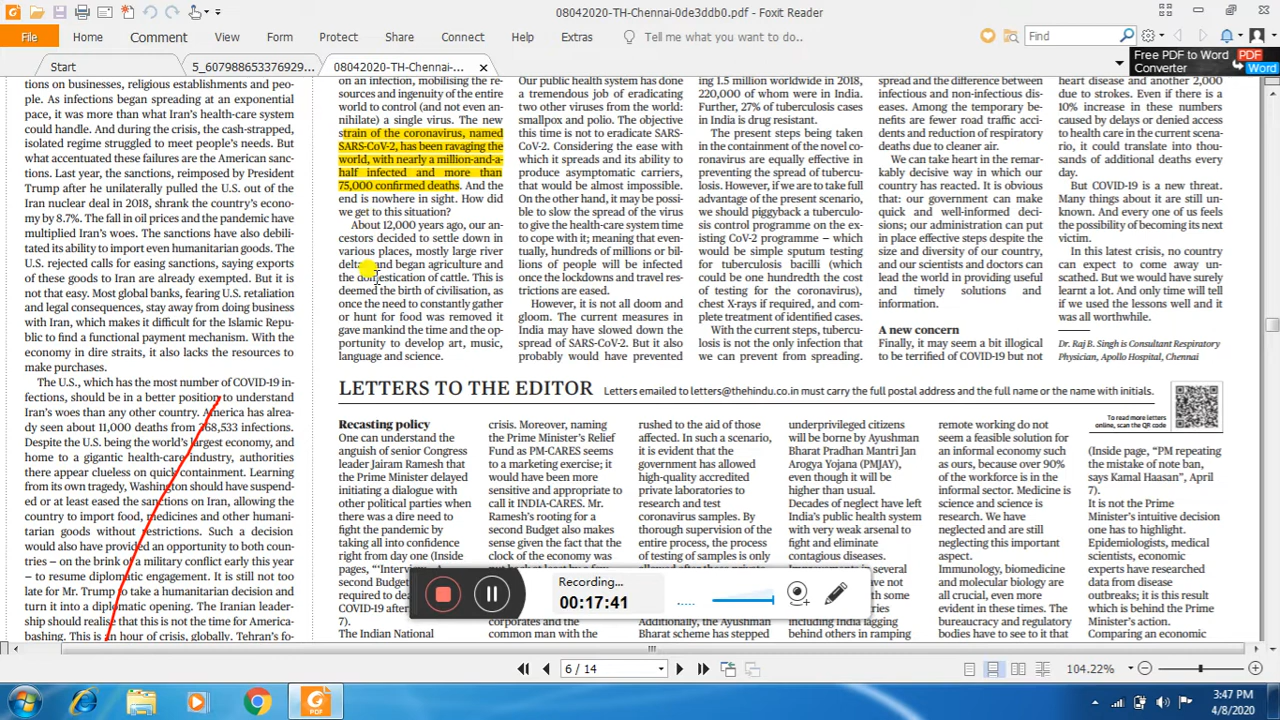 08042020-TH-Chennai-0de3ddb0.pdf - Foxit Reader
File
Home
Comment
View
Form
Protect
Share
Connect
Help
Extras
Tell me what you want to do..
Find
Start
5_607988653376929...
08042020-TH-Chennai-...
Free PDF to Word
Converter
PDF
Word
tions on businesses, religious establishments and peo-
ple. As infections began spreading at an exponential
pace, it was more than what Iran's health-care system
could handle. And during the crisis, the cash-strapped,
isolated regime struggled to meet people's needs. But
what accentuated these failures are the American sanc-
tions. Last year, the sanctions, reimposed by President
Trump after he unilaterally pulled the U.S. out of the
Iran nuclear deal in 2018, shrank the country's econo-
my by 8.7%. The fall in oil prices and the pandemic have
multiplied Iran's woes. The sanctions have also debili-
tated its ability to import even humanitarian goods. The
U.S. rejected calls for easing sanctions, saying exports
of these goods to Iran are already exempted. But it is
not that easy. Most global banks, fearing U.S. retaliation
and legal consequences, stay away from doing business
with Iran, which makes it difficult for the Islamic Repu-
blic to find a functional payment mechanism. With the
economy in dire straits, it also lacks the resources to
make purchases.
The U.S., which has the most number of COVID-19 in-
fections, should be in a better position to understand
Iran's woes than any other country. America has alrea-
dy seen about 11,000 deaths from 368,533 infections.
Despite the U.S. being the world's largest economy, and
home to a gigantic health-care industry, authorities
there appear clueless on quick containment. Learning
from its own tragedy, Washington should have suspend-
ed or at least eased the sanctions on Iran, allowing the
country to import food, medicines and other humani-
tarian goods without restrictions. Such a decision
would also have provided an opportunity to both coun-
tries – on the brink of a military conflict early this year
– to resume diplomatic engagement. It is still not too
late for Mr. Trump to take a humanitarian decision and
turn it into a diplomatic opening. The Iranian leader-
ship should realise that this is not the time for America-
bashing. This is an hour of crisis, globally. Tehran's fo-
on an infection, mobilising the re-
sources and ingenuity of the entire
world to control (and not even an-
nihilate) a single virus. The new
strain of the coronavirus, named
SARS-CoV-2, has been ravaging the
world, with nearly a million-and-a-
half infected and more than
75,000 confirmed deaths. And the
end is nowhere in sight. How did
we get to this situation?
About 12,000 years ago, our an-
cestors decided to settle down in
various places, mostly large river
deltas and began agriculture and
the domestication of cattle. This is
deemed the birth of civilisation, as
once the need to constantly gather
or hunt for food was removed it
gave mankind the time and the op-
portunity to develop art, music,
language and science.
Our public health system has done
a tremendous job of eradicating
two other viruses from the world:
smallpox and polio. The objective
this time is not to eradicate SARS-
CoV-2. Considering the ease with
which it spreads and its ability to
produce asymptomatic carriers,
that would be almost impossible.
On the other hand, it may be possi-
ble to slow the spread of the virus
to give the health-care system time
to cope with it; meaning that even-
tually, hundreds of millions or bil-
lions of people will be infected
once the lockdowns and travel res-
trictions are eased.
However, it is not all doom and
gloom. The current measures in
India may have slowed down the
spread of SARS-CoV-2. But it also
probably would have prevented
ing 1.5 million worldwide in 2018,
220,000 of whom were in India.
Further, 27% of tuberculosis cases
in India is drug resistant.
The present steps being taken
in the containment of the novel co-
ronavirus are equally effective in
preventing the spread of tubercu-
losis. However, if we are to take full
advantage of the present scenario,
we should piggyback a tuberculo-
sis control programme on the ex-
isting CoV-2 programme – which
would be simple sputum testing
for tuberculosis bacilli (which
could be one hundredth the cost
of testing for the coronavirus),
chest X-rays if required, and com-
plete treatment of identified cases.
With the current steps, tubercu-
losis is not the only infection that
we can prevent from spreading.
spread and the difference between
infectious and non-infectious dis-
eases. Among the temporary be-
nefits are fewer road traffic acci-
dents and reduction of respiratory
deaths due to cleaner air.
We can take heart in the remar-
kably decisive way in which our
country has reacted. It is obvious
that: our government can make
quick and well-informed deci-
sions; our administration can put
in place effective steps despite the
size and diversity of our country,
and our scientists and doctors can
lead the world in providing useful
and timely solutions and
information.
A new concern
Finally, it may seem a bit illogical
to be terrified of COVID-19 but not
heart disease and another 2,000
due to strokes. Even if there is a
10% increase in these numbers
caused by delays or denied access
to health care in the current scena-
rio, it could translate into thou-
sands of additional deaths every
day.
But COVID-19 is a new threat.
Many things about it are still un-
known. And every one of us feels
the possibility of becoming its next
victim.
In this latest crisis, no country
can expect to come away un-
scathed. But we would have surely
learnt a lot. And only time will tell
if we used the lessons well and it
was all worthwhile.
Dr. Raj B. Singh is Consultant Respiratory
Physician, Apollo Hospital, Chennai
LETTERS TO THE EDITOR
Letters emailed to letters@thehindu.co.in must carry the full postal address and the full name or the name with initials.
To read more letters
online, scan the QR code
Recasting policy
One can understand the
anguish of senior Congress
leader Jairam Ramesh that
the Prime Minister delayed
initiating a dialogue with
other political parties when
there was a dire need to
fight the pandemic by
taking all into confidence
right from day one (Inside
pages, "'Interview
second Budget
COVID-19 after
7).
The Indian National
crisis. Moreover, naming
the Prime Minister's Relief
Fund as PM-CARES seems
to a marketing exercise; it
would have been more
sensitive and appropriate to
call it INDIA-CARES. Mr.
Ramesh's rooting for a
second Budget also makes
sense given the fact that the
clock of the economy was
corporates and the
common man with the
rushed to the aid of those
affected. In such a scenario,
it is evident that the
government has allowed
high-quality accredited
private laboratories to
research and test
coronavirus samples. By
thorough supervision of the
entire process, the process
of testing of samples is only
Additionally, the Ayushman
Bharat scheme has stepped
underprivileged citizens
will be borne by Ayushman
Bharat Pradhan Mantri Jan
Arogya Yojana (PMJAY),
even though it will be
higher than usual.
Decades of neglect have left
India's public health system
with very weak arsenal to
fight and eliminate
contagious diseases.
have not
including India lagging
behind others in ramping
remote working do not
seem a feasible solution for
an informal economy such
as ours, because over 90%
of the workforce is in the
informal sector. Medicine is
science and science is
research. We have
neglected and are still
neglecting this important
aspect.
Immunology, biomedicine
and molecular biology are
all crucial, even more
evident in these times. The
bureaucracy and regulatory
bodies have to see to it that
(Inside page, "PM repeating
the mistake of note ban,
says Kamal Haasan", April
7).
It is not the Prime
Minister's intuitive decision
one has to highlight.
Epidemiologists, medical
scientists, economic
experts have researched
data from disease
outbreaks; it is this result
which is behind the Prime
Minister's decision.
Comparing an economic
Recording...
00:17:41
6 / 14
104.22%
PDF
3:47 PM
4/8/2020